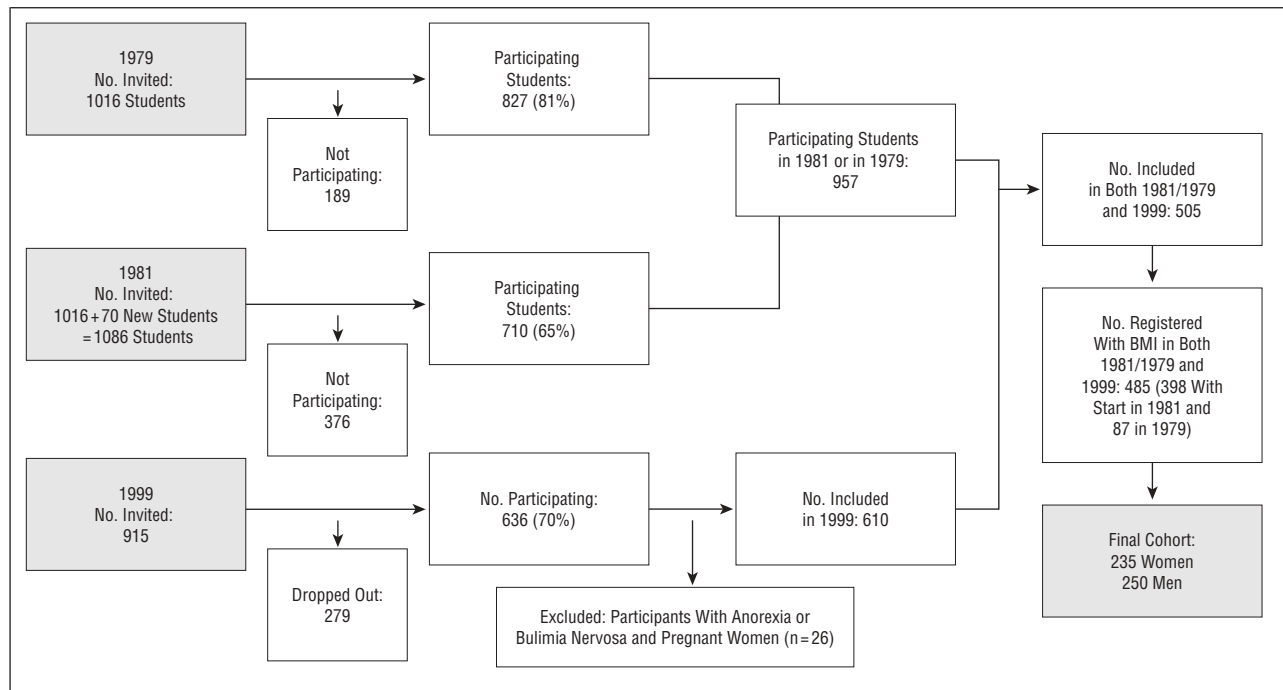 1979
No. Invited:
1016 Students
Participating
Students:
827 (81%)
Not
Participating:
189
Participating Students
in 1981 or in 1979:
957
No. Included
in Both 1981/1979
and 1999: 505
1981
No. Invited:
1016+70 New Students
=1086 Students
Participating
Students:
710 (65%)
Not
Participating:
376
No. Registered
With BMI in Both
1981/1979 and
1999: 485 (398 With
Start in 1981 and
87 in 1979)
1999
No. Invited:
915
No. Participating:
636 (70%)
No. Included
in 1999: 610
Dropped Out:
279
Excluded: Participants With Anorexia or
Bulimia Nervosa and Pregnant Women (n=26)
Final Cohort:
235 Women
250 Men